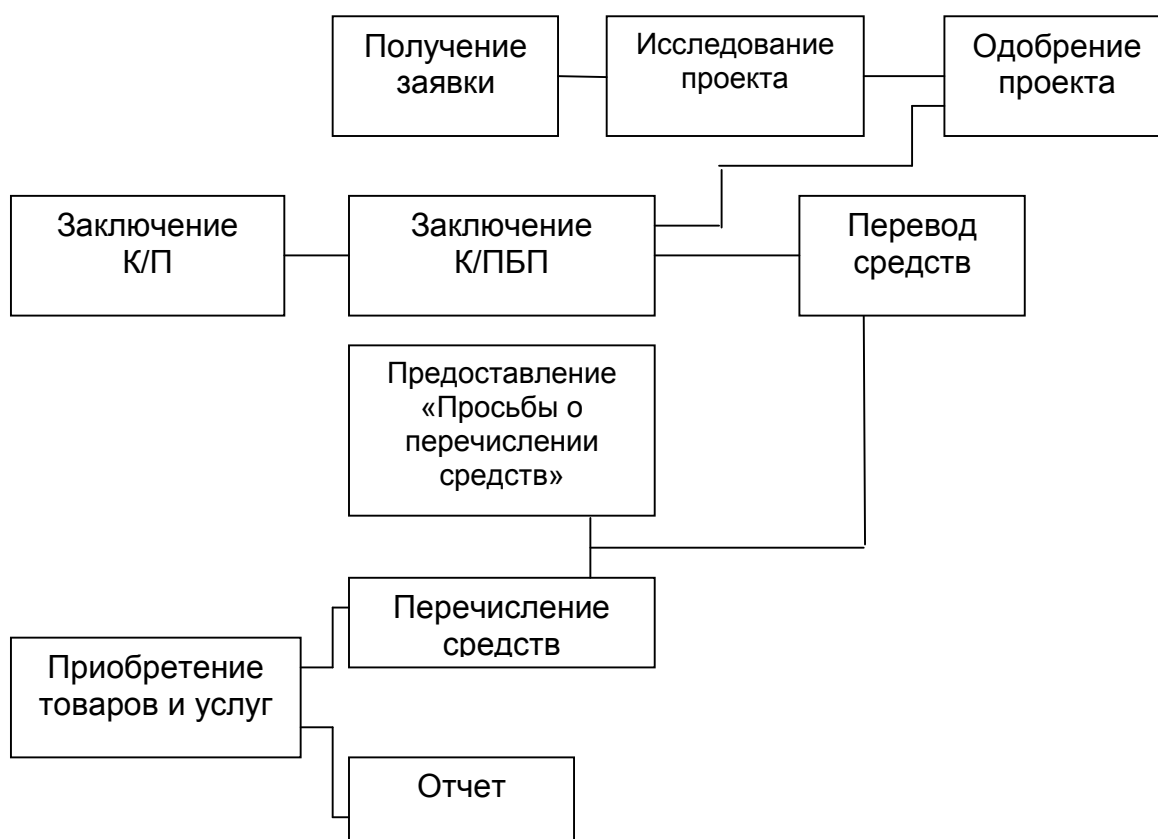 Получение
заявки
Исследование
проекта
Одобрение
проекта
Заключение
К/П
Заключение
К/ПБП
Перевод
средств
Предоставление
«Просьбы о
перечислении
средств»
Перечисление
средств
Приобретение
товаров и услуг
Отчет